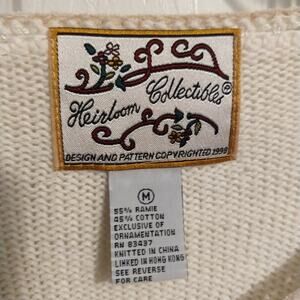 Heirloom Collectibles ®
DESIGN AND PATTERN COPYRIGHTED 1998
M
55% RAMIE
45% COTTON
EXCLUSIVE OF
ORNAMENTATION
RN 83437
KNITTED IN CHINA
LINKED IN HONG KONG
SEE REVERSE
FOR CARE